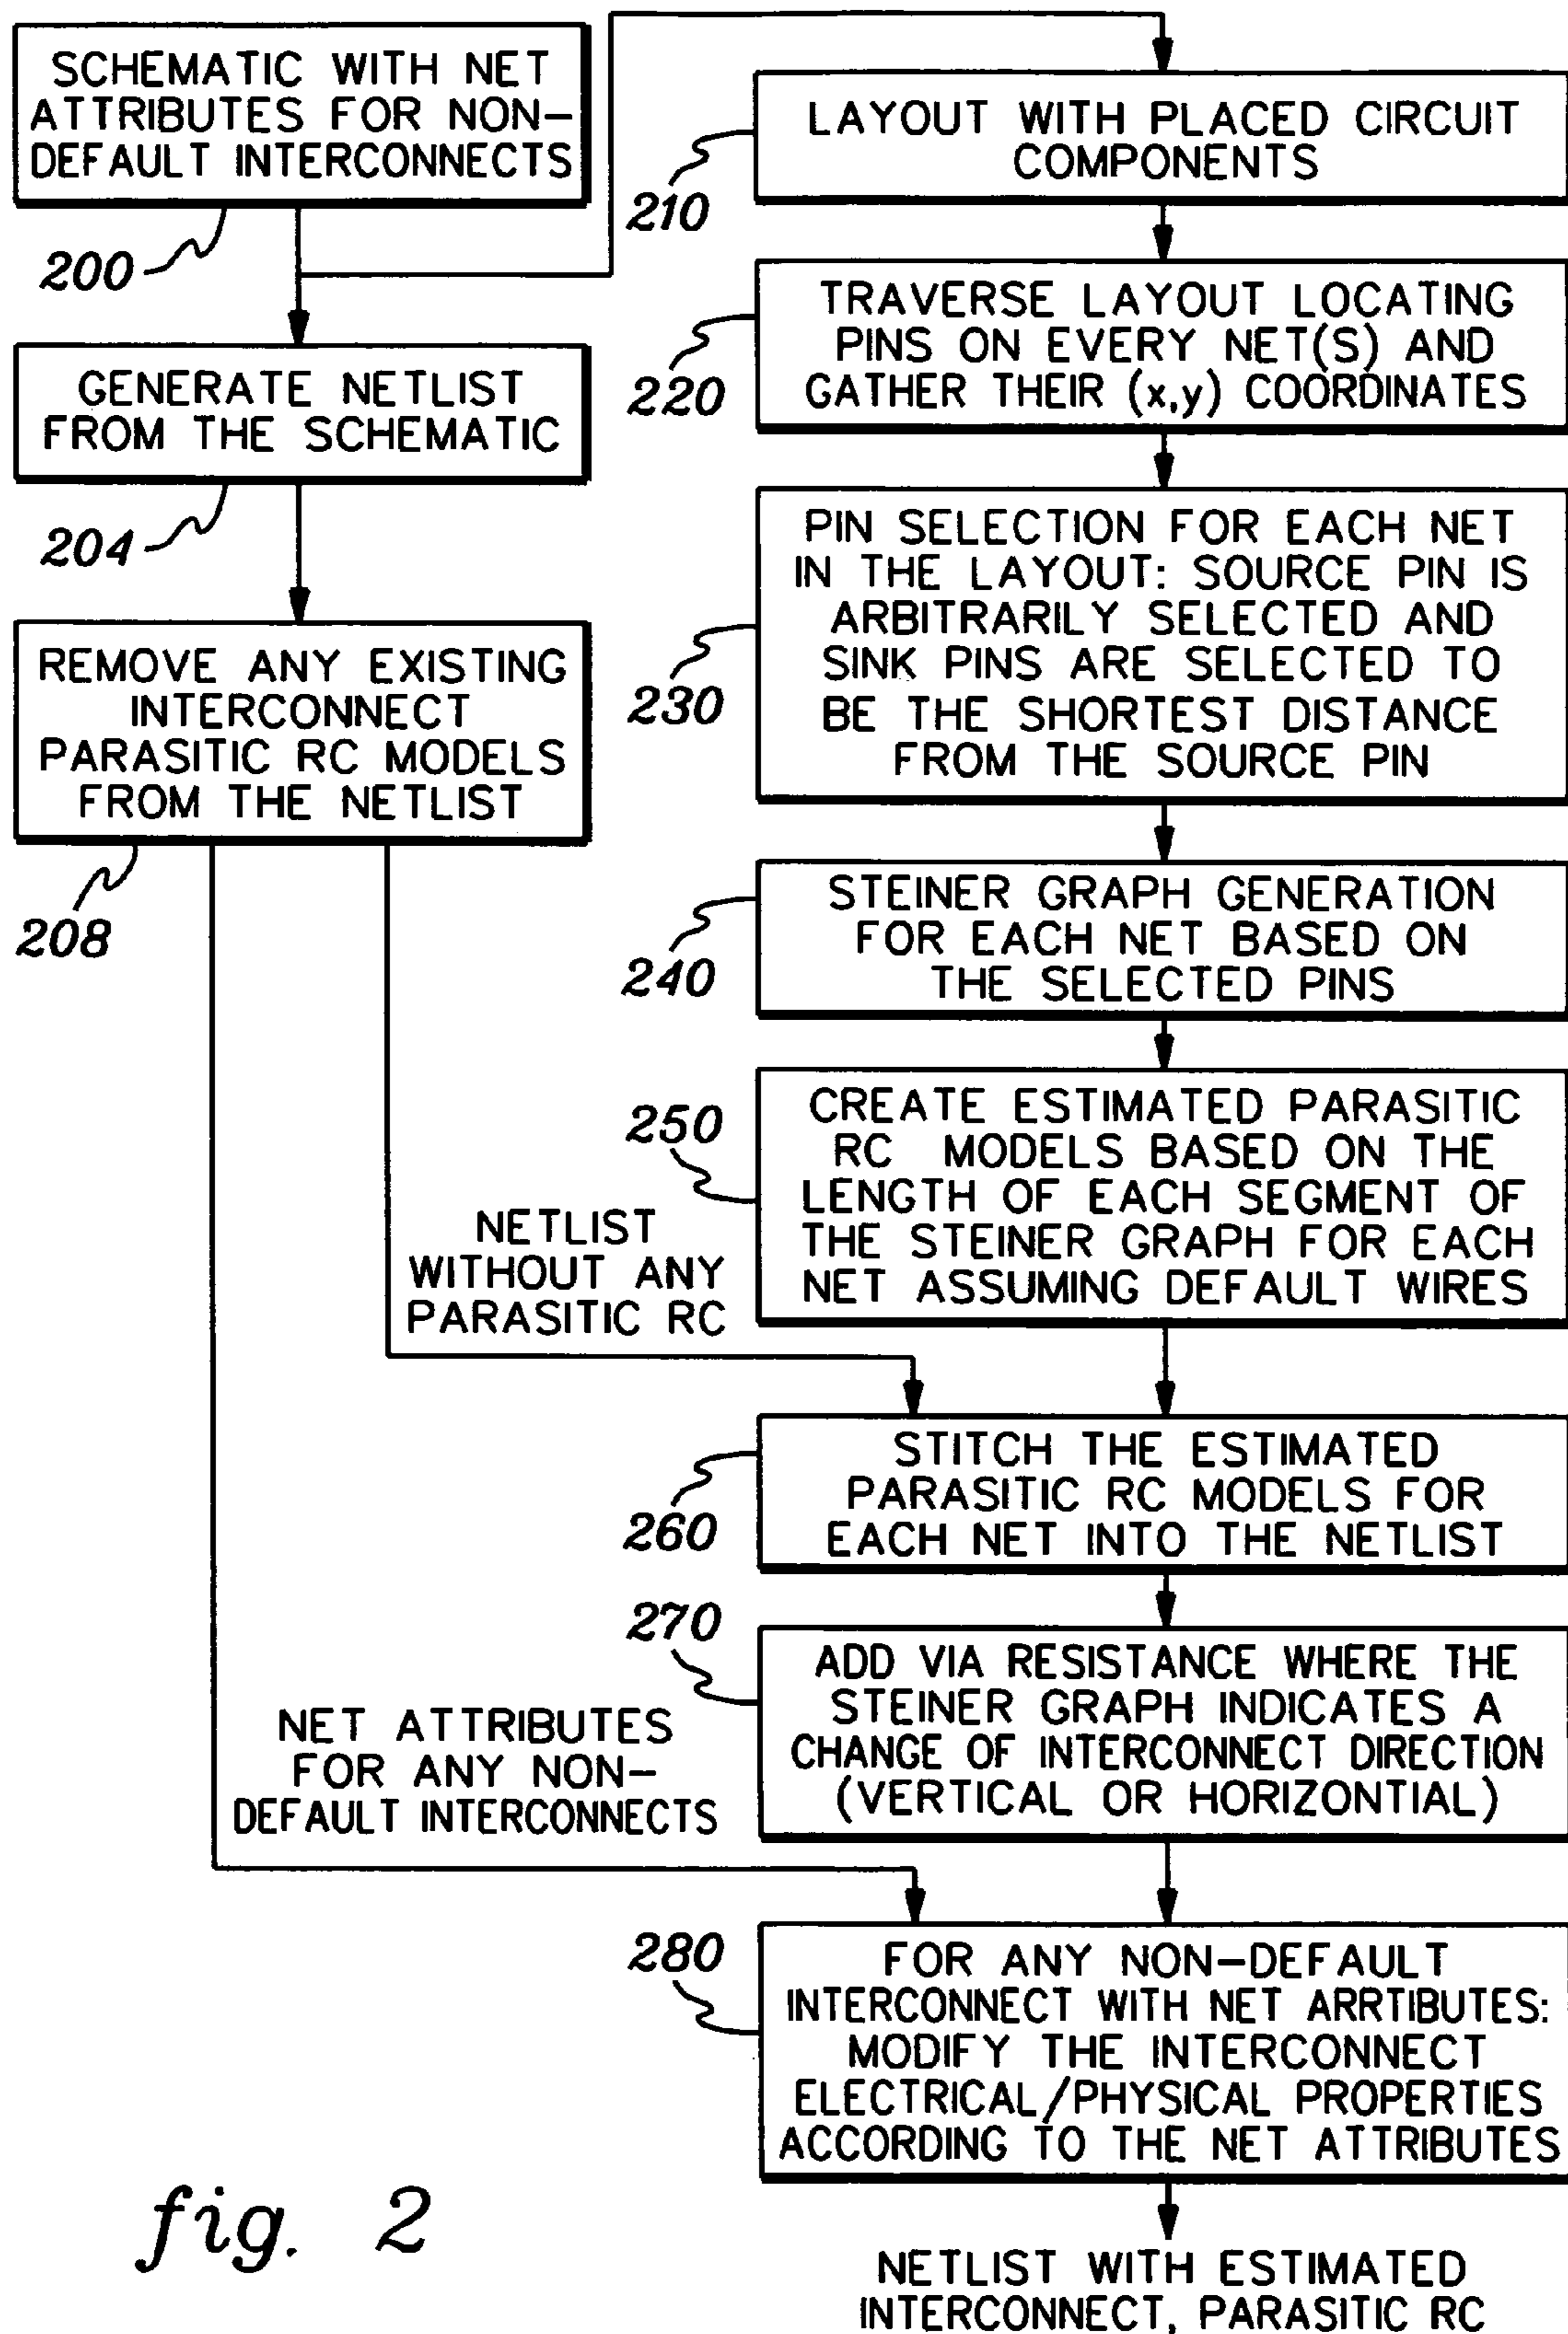 SCHEMATIC WITH NET
ATTRIBUTES FOR NON-
DEFAULT INTERCONNECTS
200
GENERATE NETLIST
FROM THE SCHEMATIC
204
REMOVE ANY EXISTING
INTERCONNECT
PARASITIC RC MODELS
FROM THE NETLIST
208
LAYOUT WITH PLACED CIRCUIT
COMPONENTS
210
TRAVERSE LAYOUT LOCATING
PINS ON EVERY NET(S) AND
GATHER THEIR (x,y) COORDINATES
220
PIN SELECTION FOR EACH NET
IN THE LAYOUT: SOURCE PIN IS
ARBITRARILY SELECTED AND
SINK PINS ARE SELECTED TO
BE THE SHORTEST DISTANCE
FROM THE SOURCE PIN
230
STEINER GRAPH GENERATION
FOR EACH NET BASED ON
THE SELECTED PINS
240
CREATE ESTIMATED PARASITIC
RC MODELS BASED ON THE
LENGTH OF EACH SEGMENT OF
THE STEINER GRAPH FOR EACH
NET ASSUMING DEFAULT WIRES
250
NETLIST
WITHOUT ANY
PARASITIC RC
STITCH THE ESTIMATED
PARASITIC RC MODELS FOR
EACH NET INTO THE NETLIST
260
ADD VIA RESISTANCE WHERE THE
STEINER GRAPH INDICATES A
CHANGE OF INTERCONNECT DIRECTION
(VERTICAL OR HORIZONTIAL)
270
NET ATTRIBUTES
FOR ANY NON-
DEFAULT INTERCONNECTS
FOR ANY NON-DEFAULT
INTERCONNECT WITH NET ARRTIBUTES:
MODIFY THE INTERCONNECT
ELECTRICAL/PHYSICAL PROPERTIES
ACCORDING TO THE NET ATTRIBUTES
280
NETLIST WITH ESTIMATED
INTERCONNECT, PARASITIC RC
fig. 2